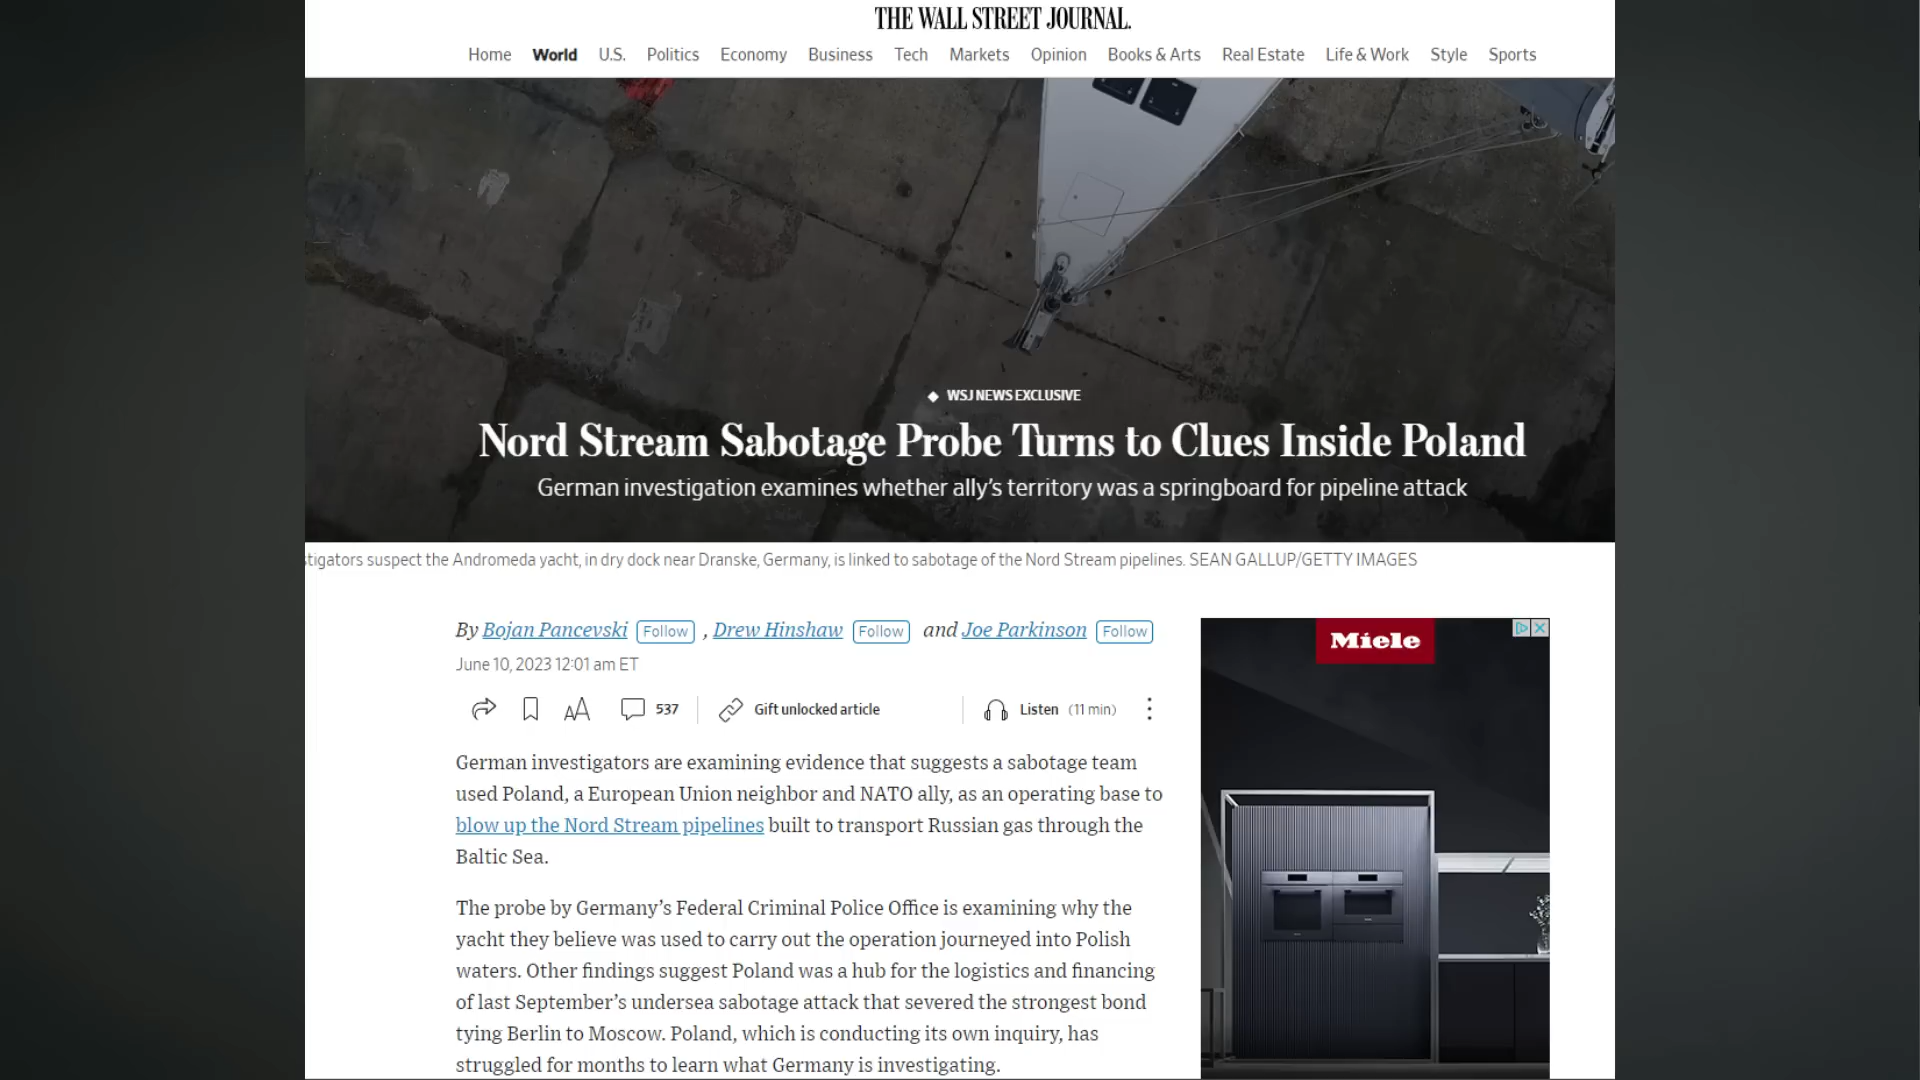 THE WALL STREET JOURNAL.
Home World U.S. Politics Economy Business Tech Markets Opinion Books & Arts Real Estate Life & Work Style Sports
WSJ NEWS EXCLUSIVE
Nord Stream Sabotage Probe Turns to Clues Inside Poland
German investigation examines whether ally’s territory was a springboard for pipeline attack
tigators suspect the Andromeda yacht, in dry dock near Dranske, Germany, is linked to sabotage of the Nord Stream pipelines. SEAN GALLUP/GETTY IMAGES
By Bojan Pancevski Follow , Drew Hinshaw Follow and Joe Parkinson Follow
June 10, 2023 12:01 am ET
AA 537 Gift unlocked article Listen (11 min)
German investigators are examining evidence that suggests a sabotage team
used Poland, a European Union neighbor and NATO ally, as an operating base to
blow up the Nord Stream pipelines built to transport Russian gas through the
Baltic Sea.
The probe by Germany’s Federal Criminal Police Office is examining why the
yacht they believe was used to carry out the operation journeyed into Polish
waters. Other findings suggest Poland was a hub for the logistics and financing
of last September’s undersea sabotage attack that severed the strongest bond
tying Berlin to Moscow. Poland, which is conducting its own inquiry, has
struggled for months to learn what Germany is investigating.
Miele